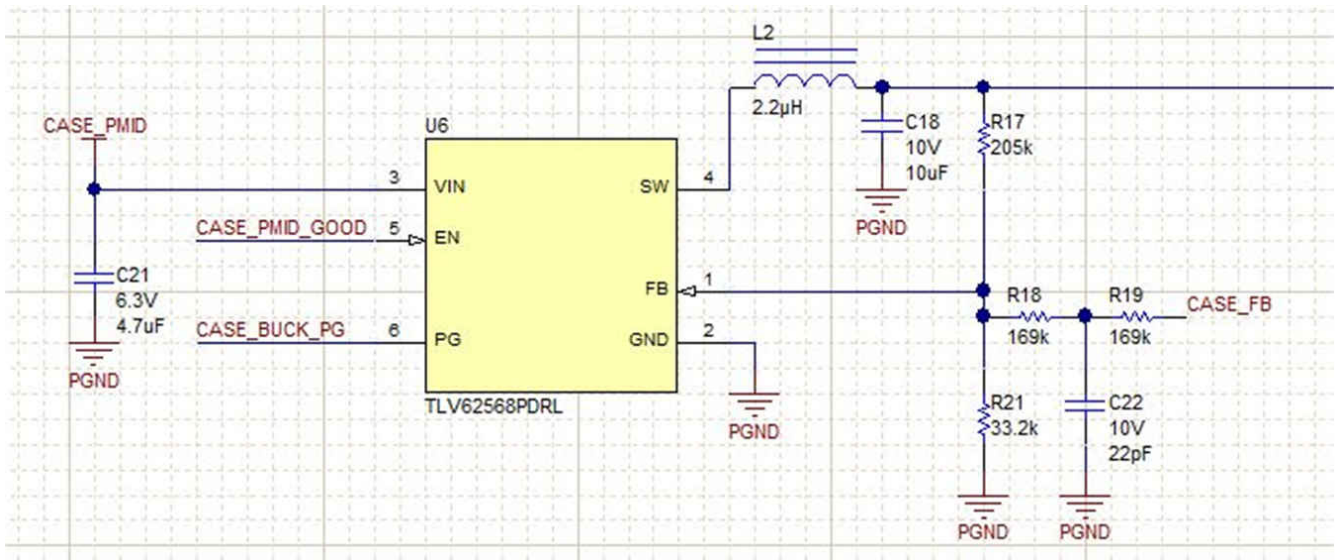 L2
2.2µH
CASE_PMID
U6
C18
10V
10uF
R17
205k
3
VIN
SW
4
PGND
CASE_PMID_GOOD
5
EN
C21
6.3V
4.7uF
FB
1
R18
169k
R19
169k
CASE_FB
CASE_BUCK_PG
6
PG
GND
2
PGND
TLV62568PDRL
PGND
R21
33.2k
C22
10V
22pF
PGND
PGND